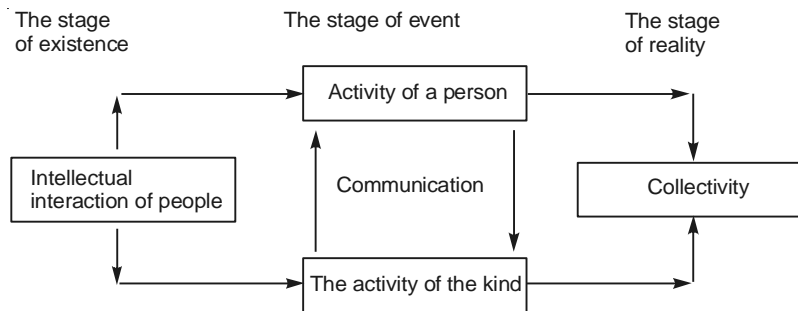 The stage
of existence
The stage of event
The stage
of reality
Activity of a person
Intellectual
interaction of people
Communication
Collectivity
The activity of the kind